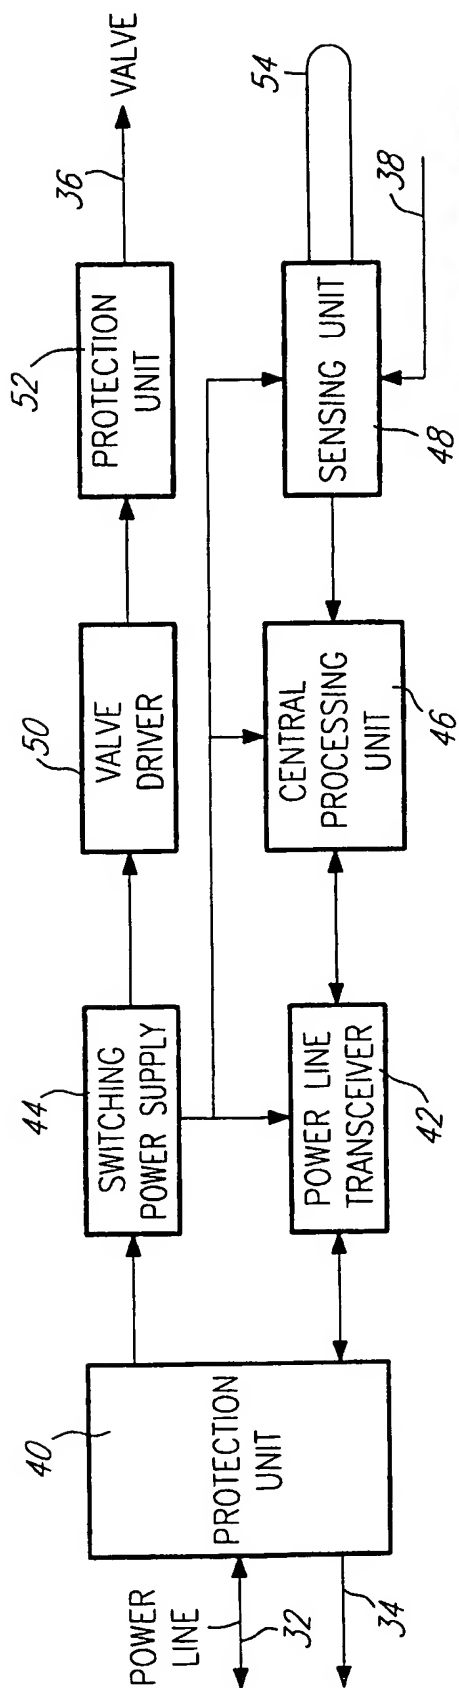 POWER
LINE
32
34
40
PROTECTION
UNIT
44
SWITCHING
POWER SUPPLY
50
VALVE
DRIVER
52
PROTECTION
UNIT
36
VALVE
POWER LINE
TRANSCEIVER
42
CENTRAL
PROCESSING
UNIT
46
SENSING UNIT
48
54
38